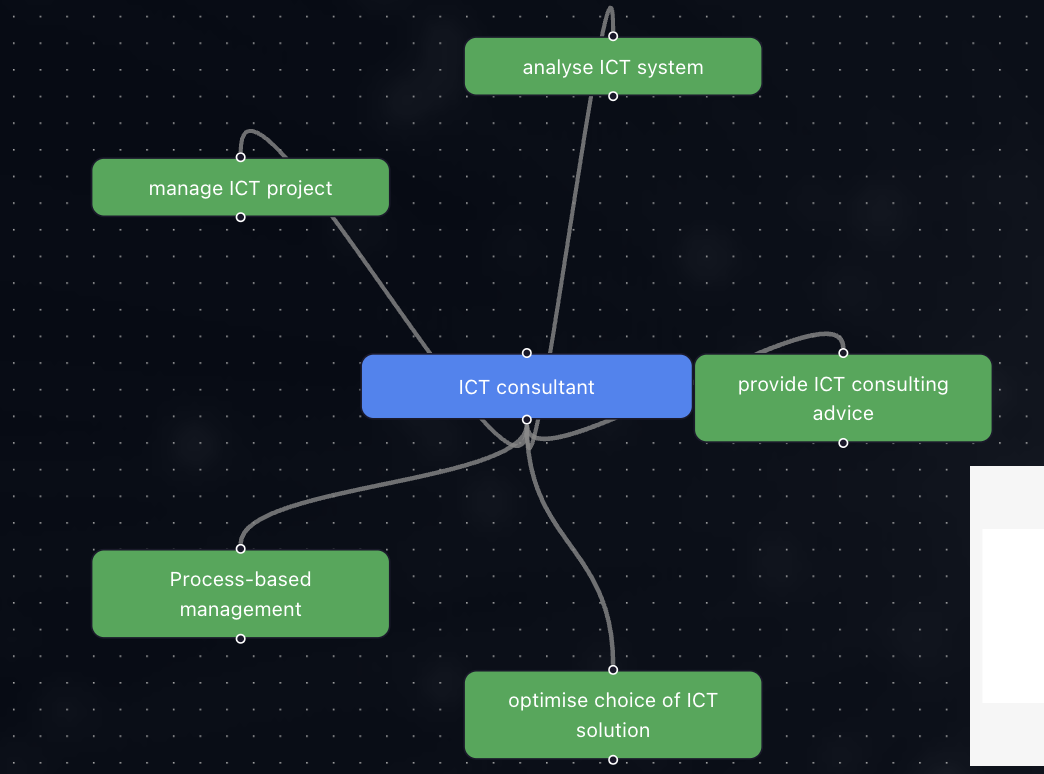 analyse ICT system
manage ICT project
ICT consultant
provide ICT consulting
advice
Process-based
management
optimise choice of ICT
solution